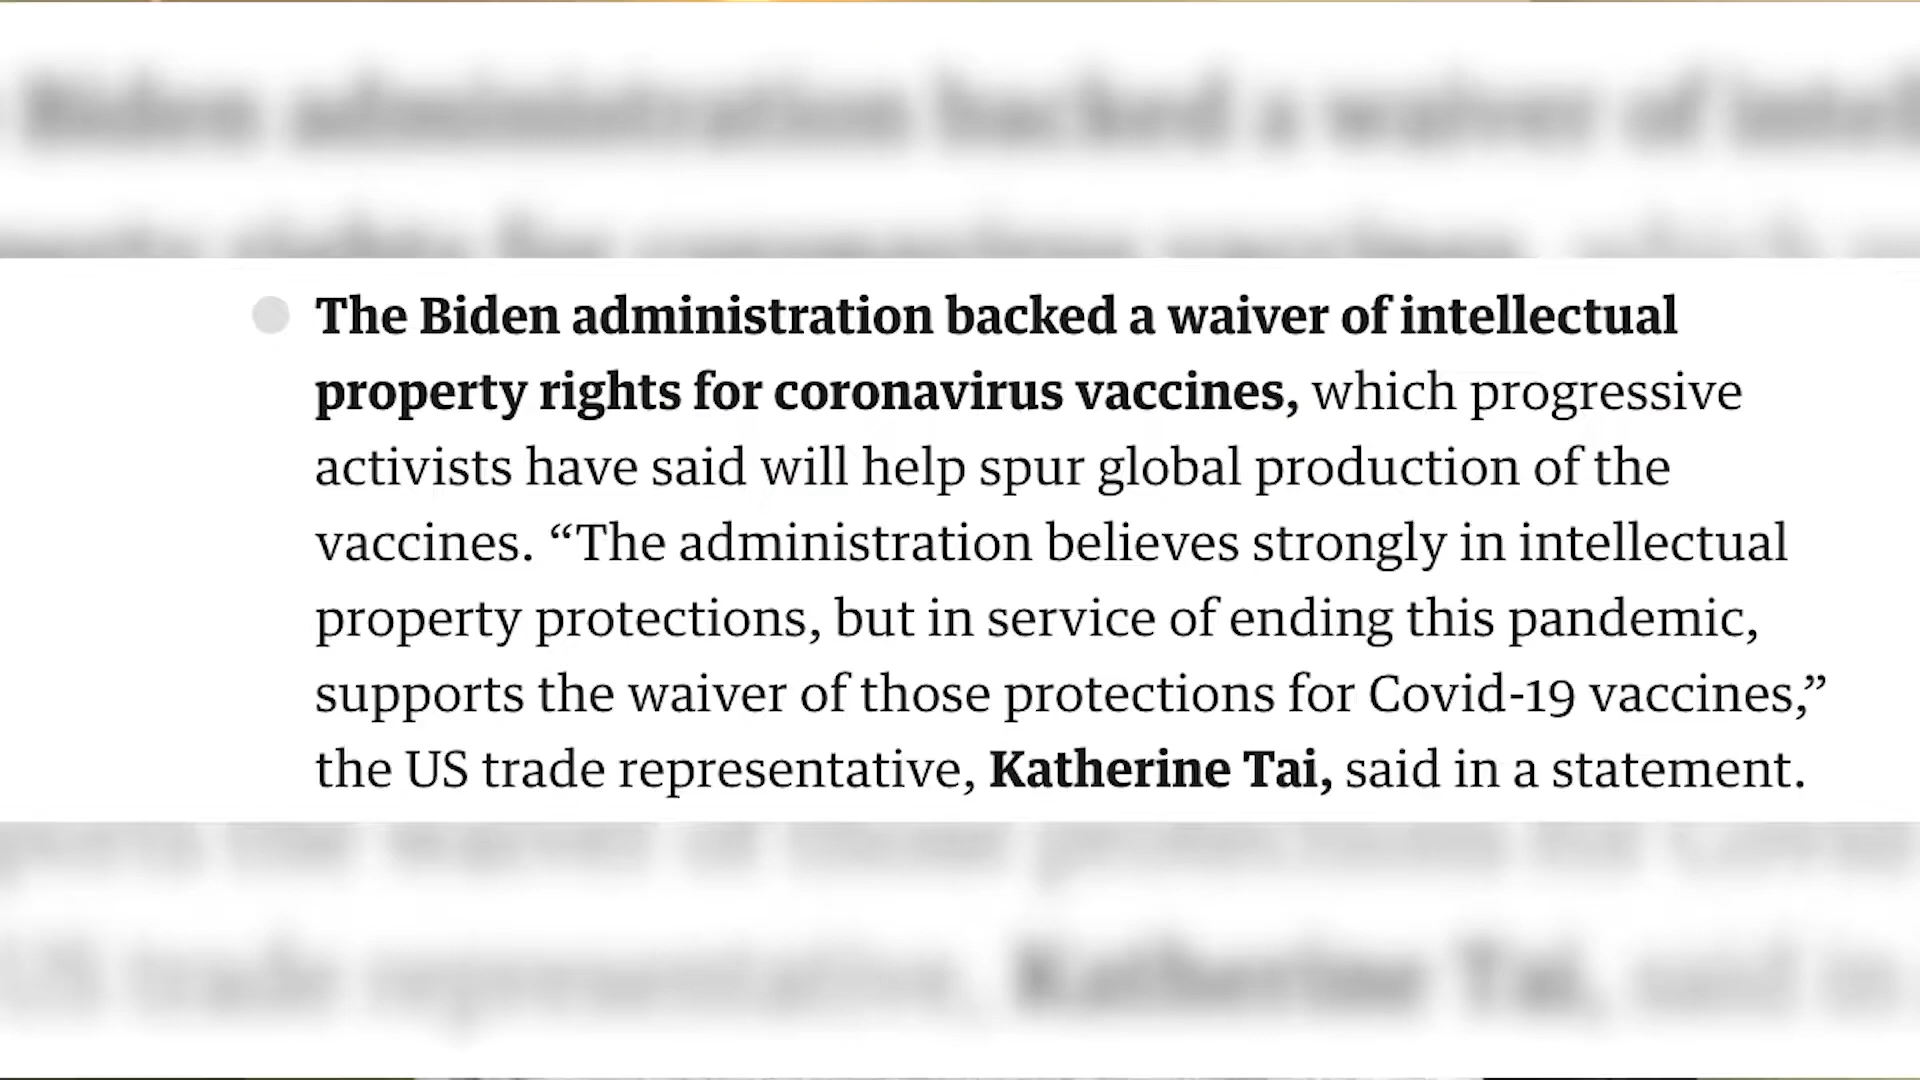 The Biden administration backed a waiver of intellectual
property rights for coronavirus vaccines, which progressive
activists have said will help spur global production of the
vaccines. “The administration believes strongly in intellectual
property protections, but in service of ending this pandemic,
supports the waiver of those protections for Covid-19 vaccines,”
the US trade representative, Katherine Tai, said in a statement.